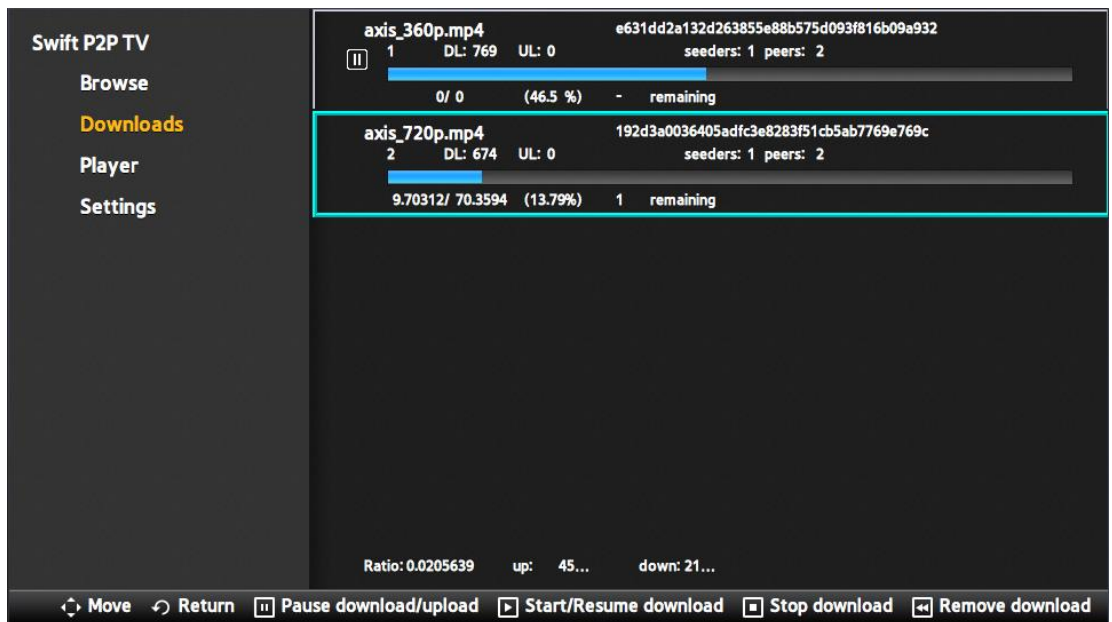 Swift P2P TV
Browse
Downloads
Player
Settings
axis_360p.mp4 e631dd2a132d263855e88b575d093f816b09a932
1 DL: 769 UL: 0 seeders: 1 peers: 2
0/ 0 (46.5 %) - remaining
axis_720p.mp4 192d3a0036405adfc3e8283f51cb5ab7769e769c
2 DL: 674 UL: 0 seeders: 1 peers: 2
9.70312/ 70.3594 (13.79%) 1 remaining
Ratio: 0.0205639 up: 45... down: 21...
Move Return Pause download/upload Start/Resume download Stop download Remove download